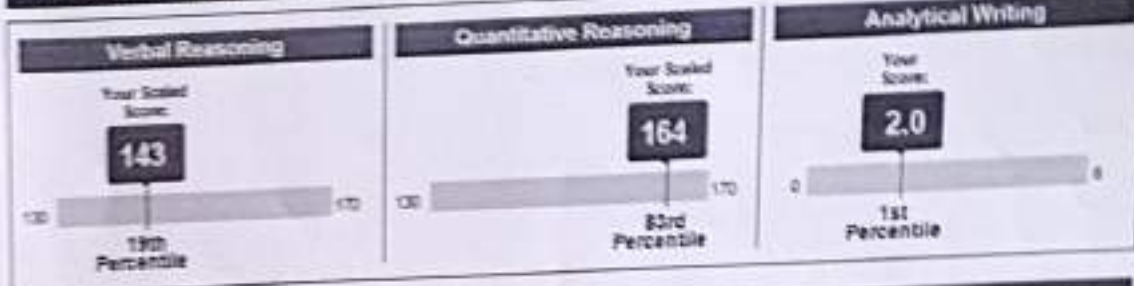 Verbal Reasoning
Your Scaled
Score:
143
130
170
19th
Percentile
Quantitative Reasoning
Your Scaled
Score:
164
130
170
83rd
Percentile
Analytical Writing
Your
Score:
2.0
0
6
1st
Percentile